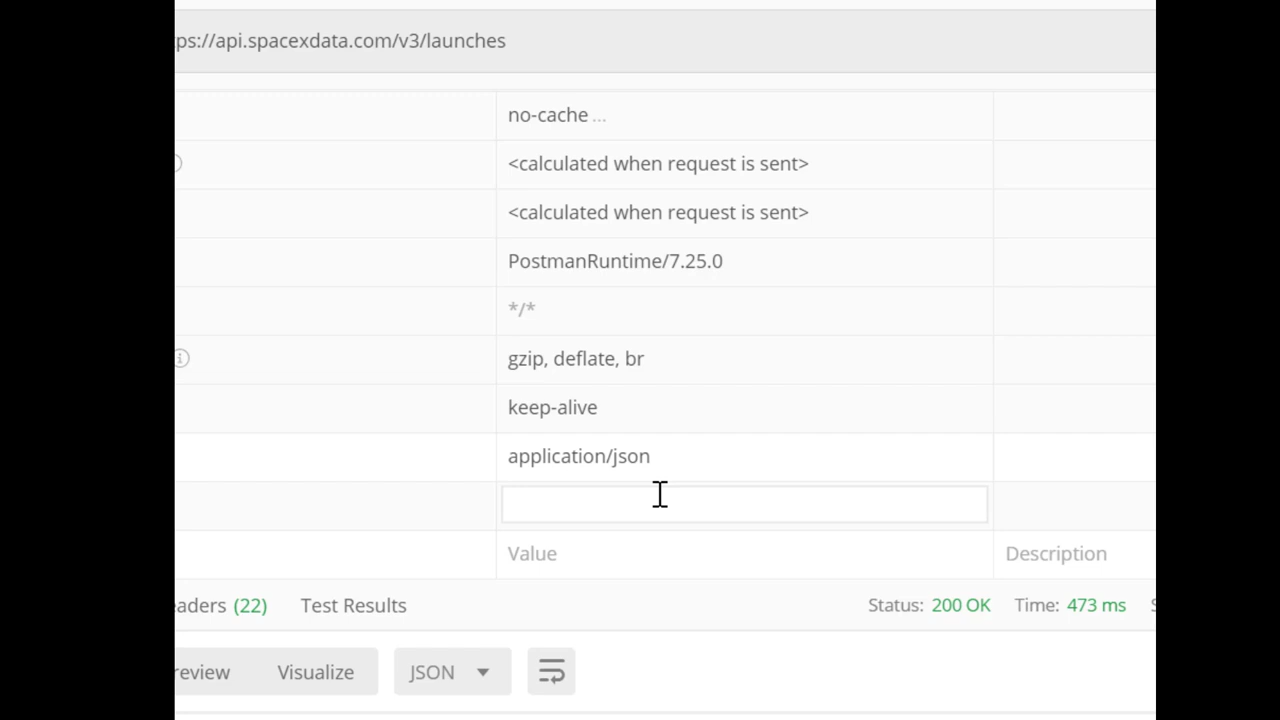 ps://api.spacexdata.com/v3/launches
no-cache ...
<calculated when request is sent>
<calculated when request is sent>
PostmanRuntime/7.25.0
*/*
gzip, deflate, br
keep-alive
application/json
Value Description
eaders (22) Test Results Status: 200 OK Time: 473 ms S
review Visualize JSON